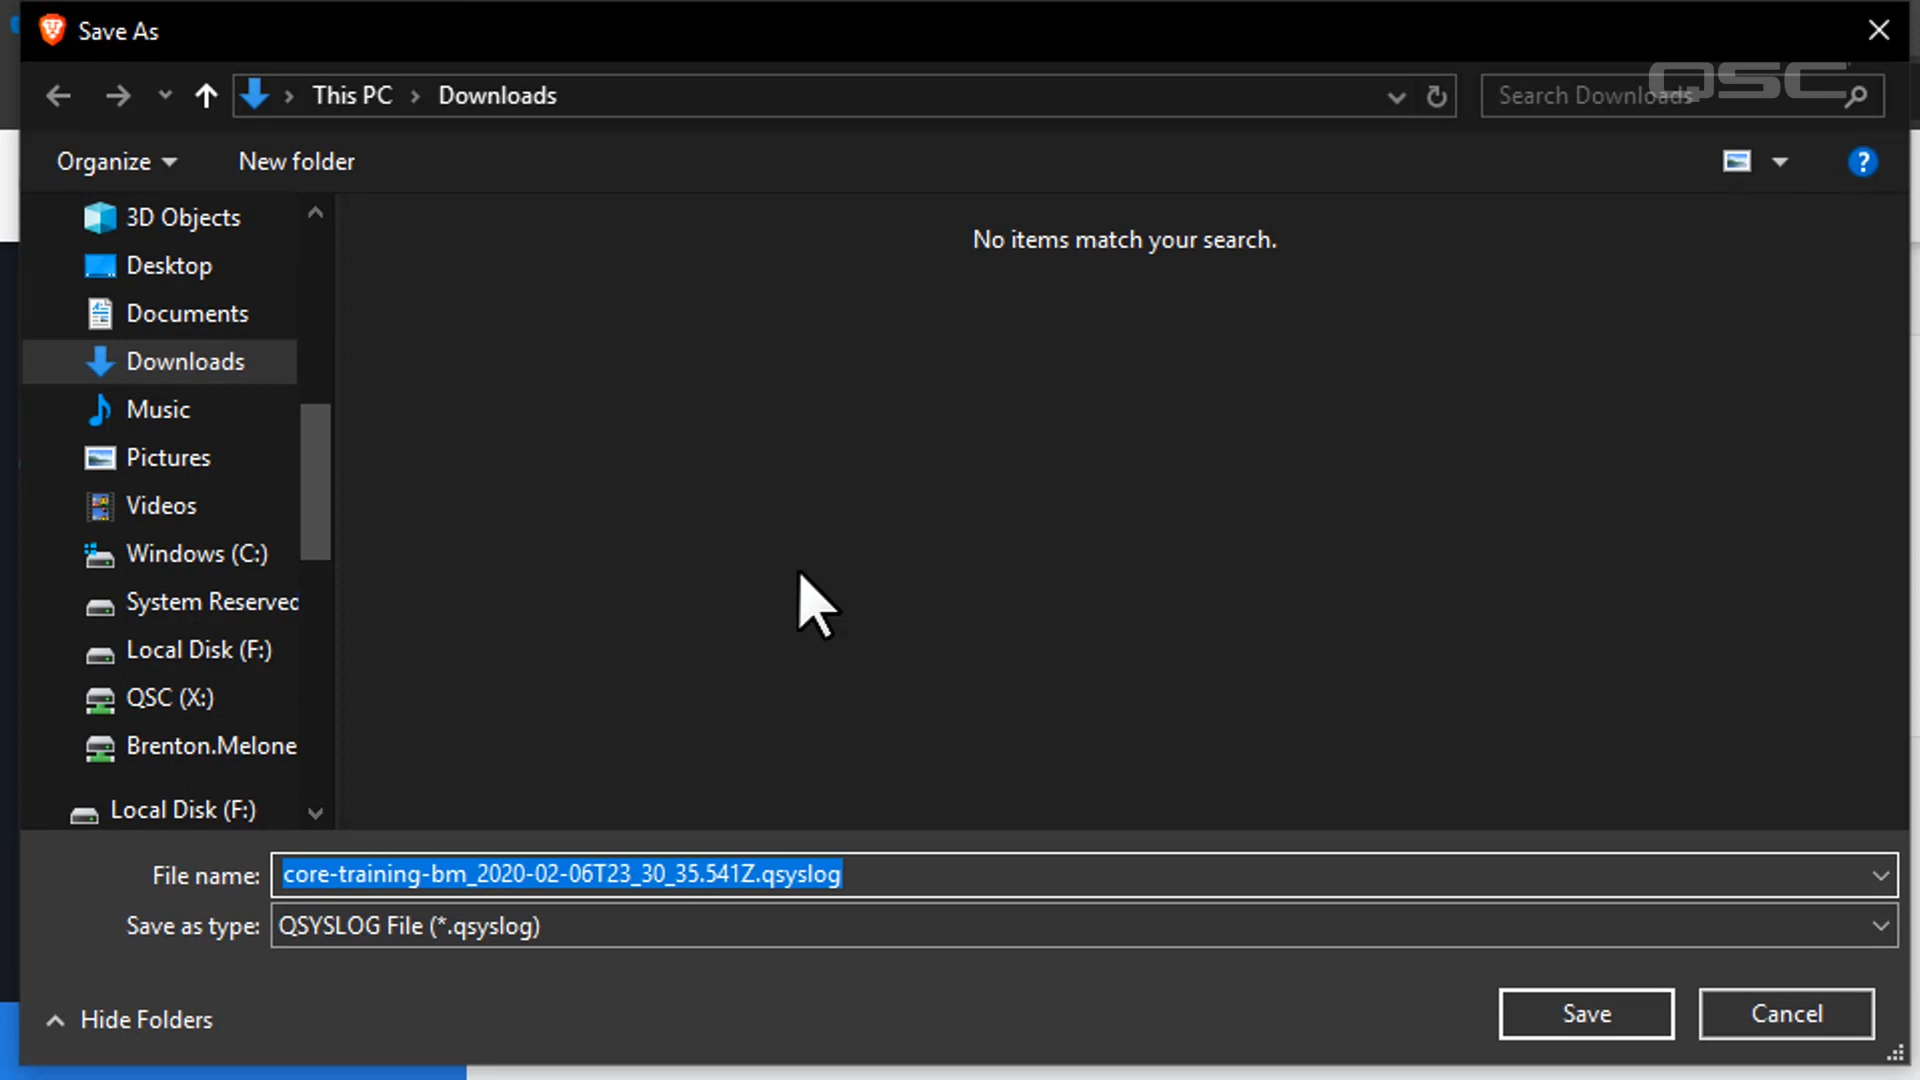 Save As
This PC
Downloads
Search Downloads
QSC
Organize
New folder
?
3D Objects
Desktop
Documents
Downloads
Music
Pictures
Videos
Windows (C:)
System Reserved
Local Disk (F:)
QSC (X:)
Brenton.Melone
Local Disk (F:)
No items match your search.
File name: core-training-bm_2020-02-06T23_30_35.541Z.qsyslog
Save as type: QSYSLOG File (*.qsyslog)
Hide Folders
Save
Cancel